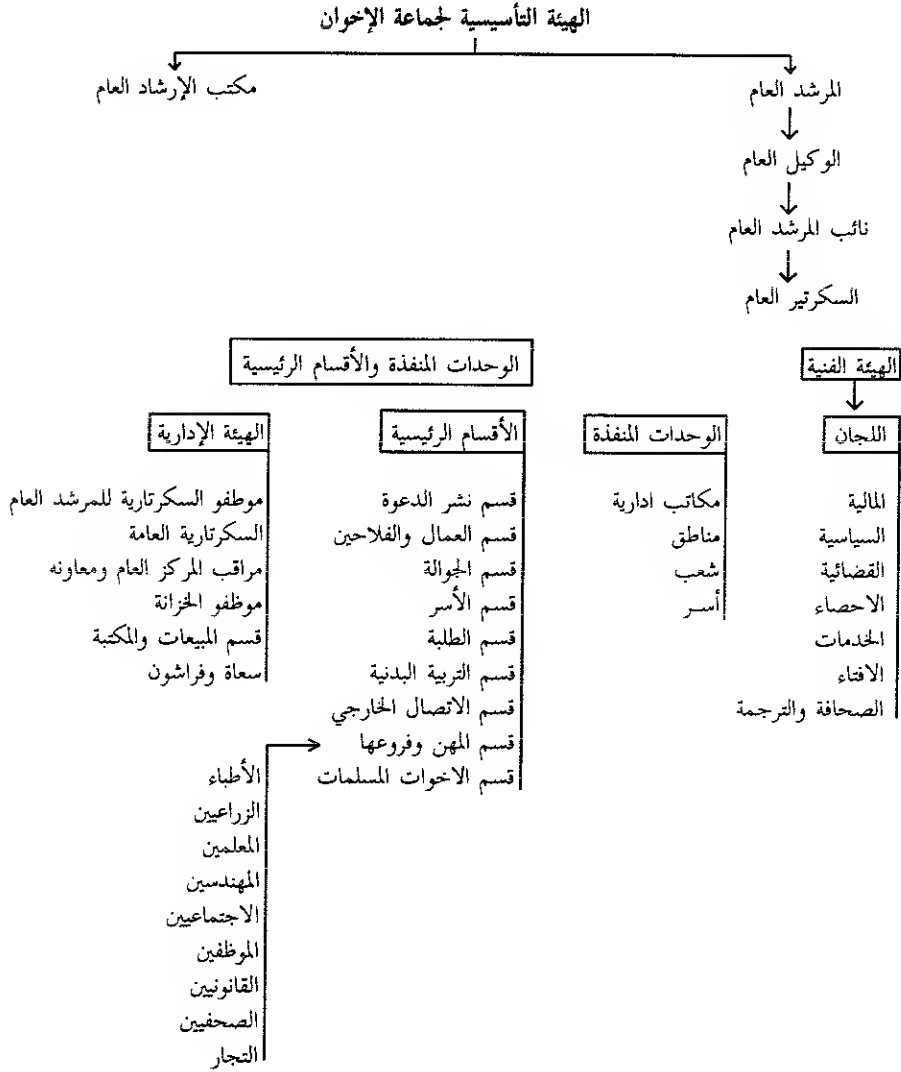 الهيئة التأسيسية لجماعة الإخوان
المرشد العام
مكتب الإرشاد العام
الوكيل العام
نائب المرشد العام
السكرتير العام
الهيئة الفنية
اللجان
المالية
السياسية
القضائية
الاحصاء
الخدمات
الافتاء
الصحافة والترجمة
الوحدات المنفذة والأقسام الرئيسية
الوحدات المنفذة
مكاتب ادارية
مناطق
شعب
أسر
الأقسام الرئيسية
قسم نشر الدعوة
قسم العمال والفلاحين
قسم الجوالة
قسم الأسر
قسم الطلبة
قسم التربية البدنية
قسم الاتصال الخارجي
قسم المهن وفروعها
قسم الاخوات المسلمات
الهيئة الإدارية
موظفو السكرتارية للمرشد العام
السكرتارية العامة
مراقب المركز العام ومعاونه
موظفو الخزانة
قسم المبيعات والمكتبة
سعاة وفراشون
الأطباء
الزراعيين
المعلمين
المهندسين
الاجتماعيين
الموظفين
القانونيين
الصحفيين
التجار